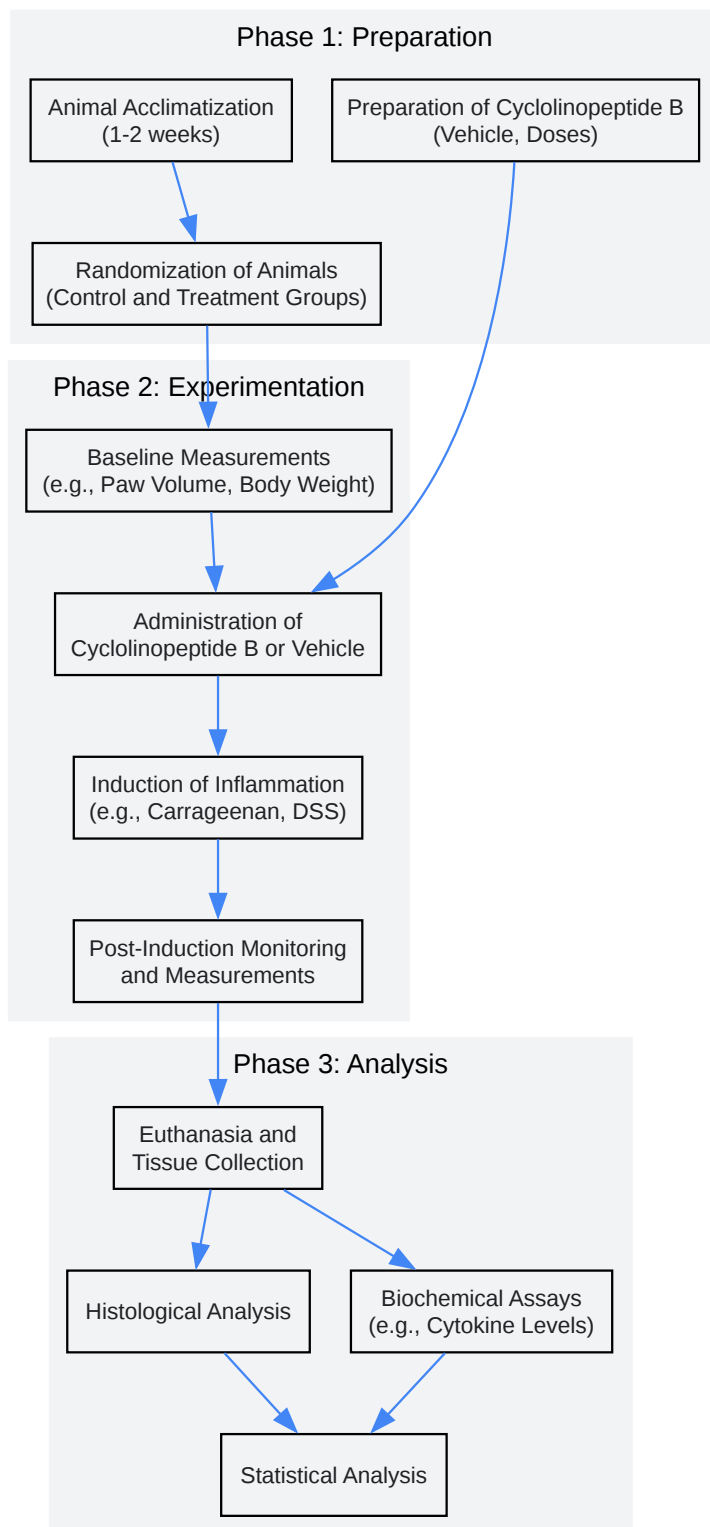 Phase 1: Preparation
Animal Acclimatization
(1-2 weeks)
Preparation of Cyclolinopeptide B
(Vehicle, Doses)
Randomization of Animals
(Control and Treatment Groups)
Phase 2: Experimentation
Baseline Measurements
(e.g., Paw Volume, Body Weight)
Administration of
Cyclolinopeptide B or Vehicle
Induction of Inflammation
(e.g., Carrageenan, DSS)
Post-Induction Monitoring
and Measurements
Phase 3: Analysis
Euthanasia and
Tissue Collection
Histological Analysis
Biochemical Assays
(e.g., Cytokine Levels)
Statistical Analysis